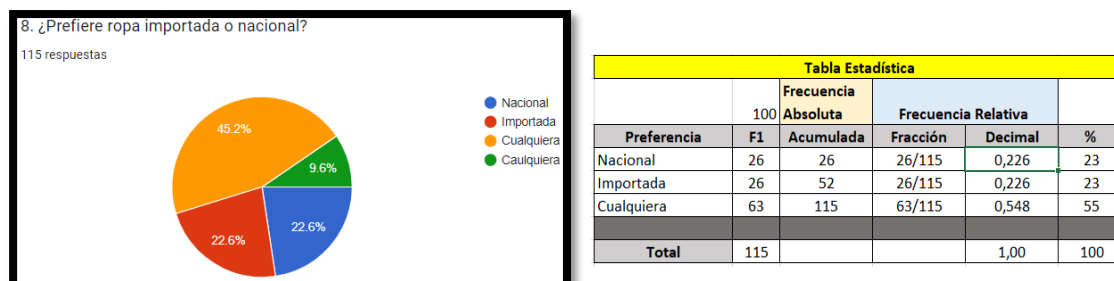 8. ¿Prefiere ropa importada o nacional?
115 respuestas
45.2%
9.6%
22.6%
22.6%
Nacional
Importada
Cualquiera
Caulquiera
Tabla Estadística
100 Frecuencia Absoluta Frecuencia Relativa
Preferencia F1 Acumulada Fracción Decimal %
Nacional 26 26 26/115 0,226 23
Importada 26 52 26/115 0,226 23
Cualquiera 63 115 63/115 0,548 55
Total 115 1,00 100